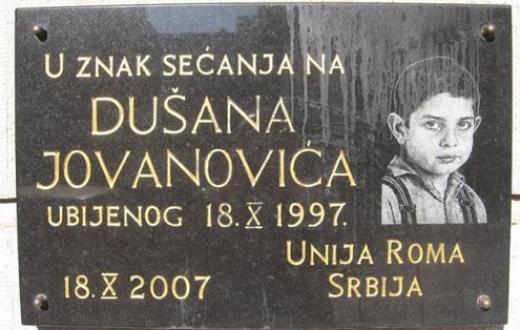 U ZNAK SEĆANJA NA
DUŠANA
JOVANOVIĆA
UBIJENOG 18.X 1997.
UNIJA ROMA
SRBIJA
18.X 2007